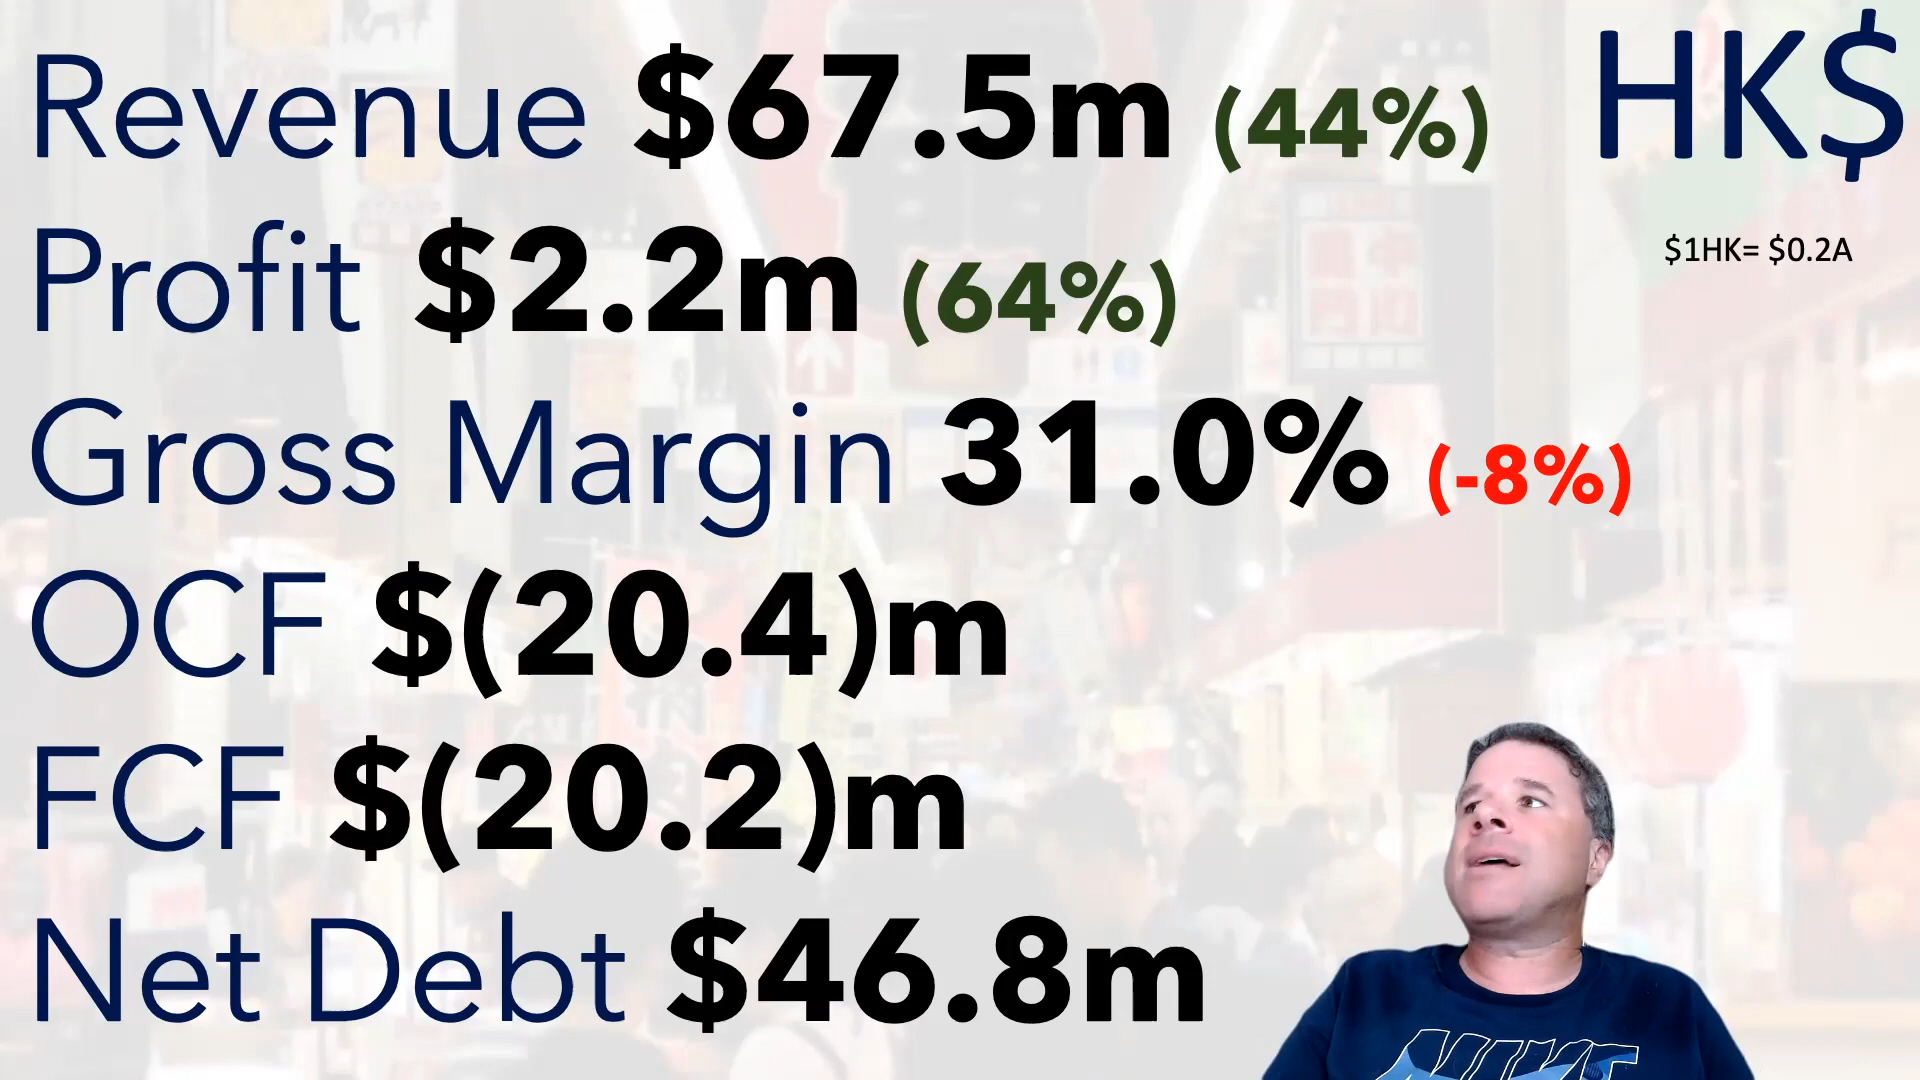 Revenue $67.5m (44%)
HK$
$1HK= $0.2A
Profit $2.2m (64%)
Gross Margin 31.0% (-8%)
OCF $(20.4)m
FCF $(20.2)m
Net Debt $46.8m
NIKE